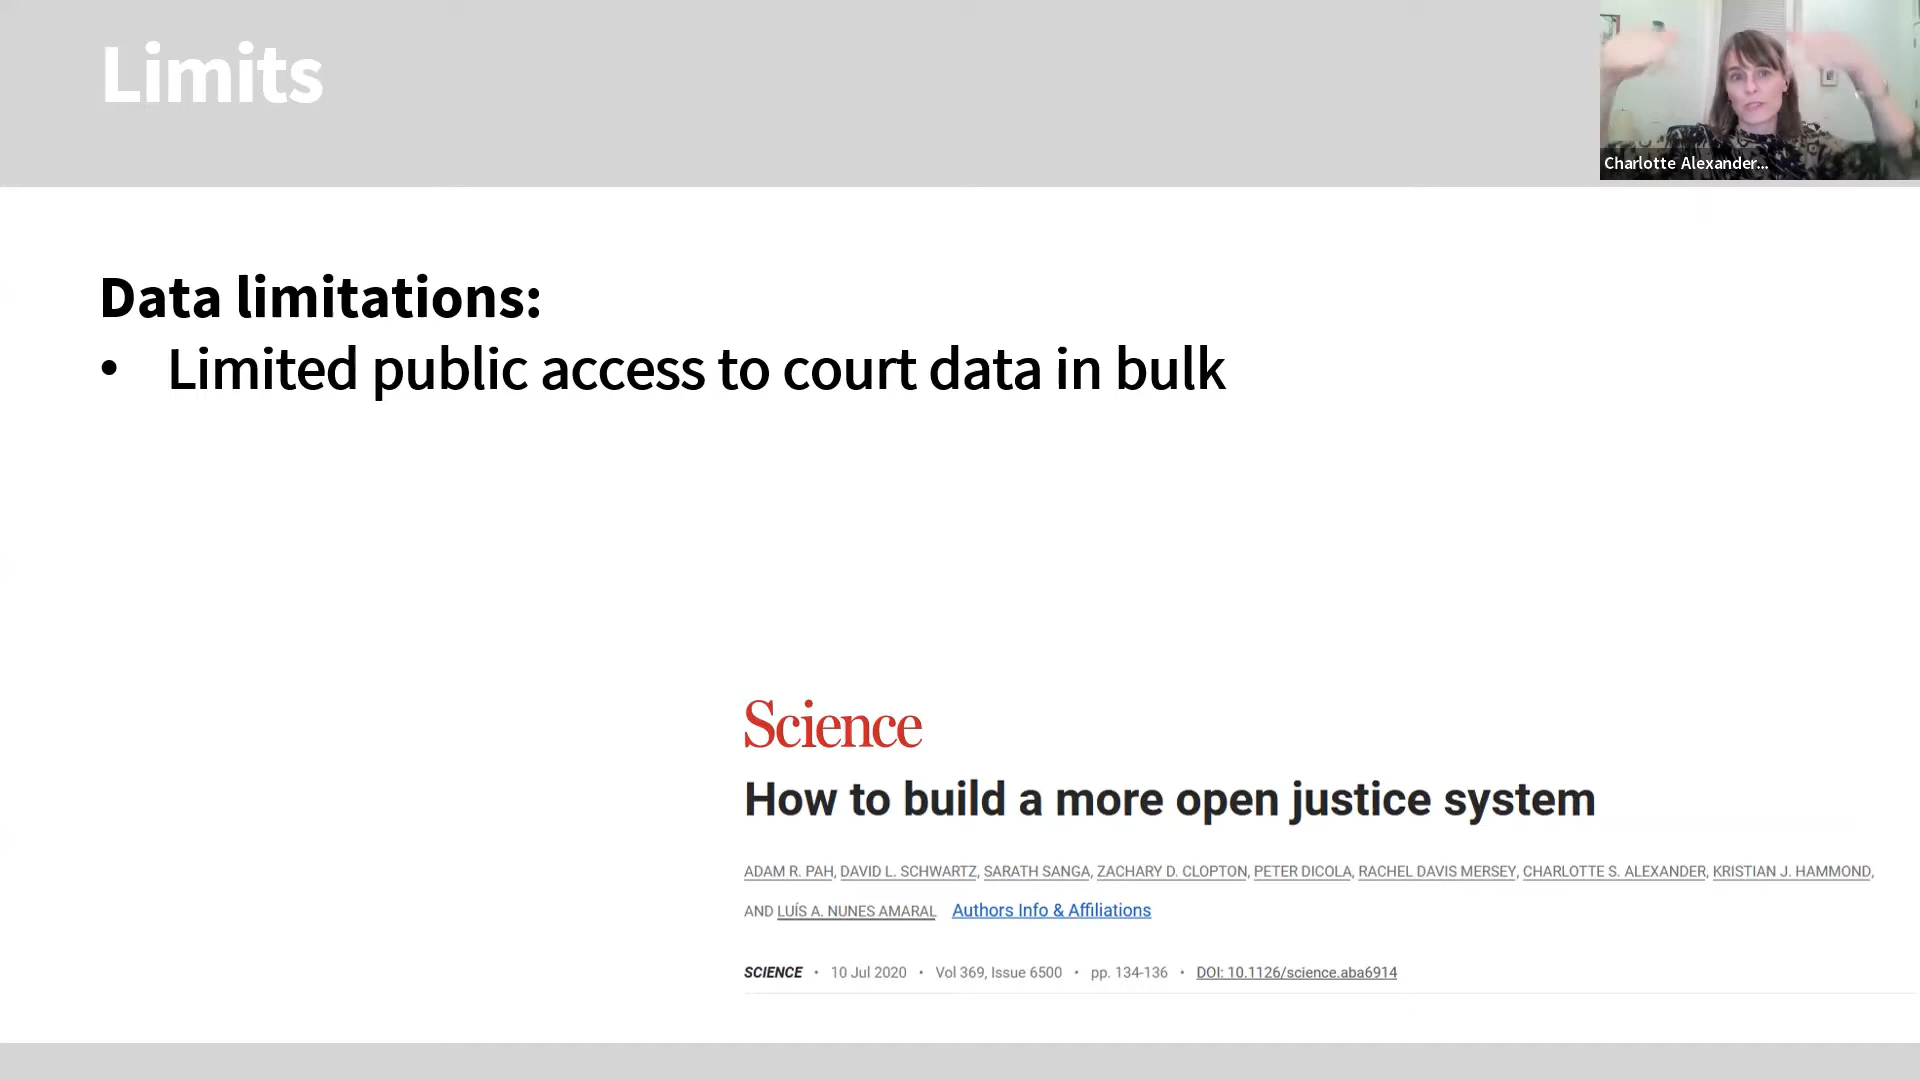 Limits
Charlotte Alexander...
Data limitations:
• Limited public access to court data in bulk
Science
How to build a more open justice system
ADAM R. PAH, DAVID L. SCHWARTZ, SARATH SANGA, ZACHARY D. CLOPTON, PETER DICOLA, RACHEL DAVIS MERSEY, CHARLOTTE S. ALEXANDER, KRISTIAN J. HAMMOND,
AND LUÍS A. NUNES AMARAL Authors Info & Affiliations
SCIENCE • 10 Jul 2020 • Vol 369, Issue 6500 • pp. 134-136 • DOI: 10.1126/science.aba6914